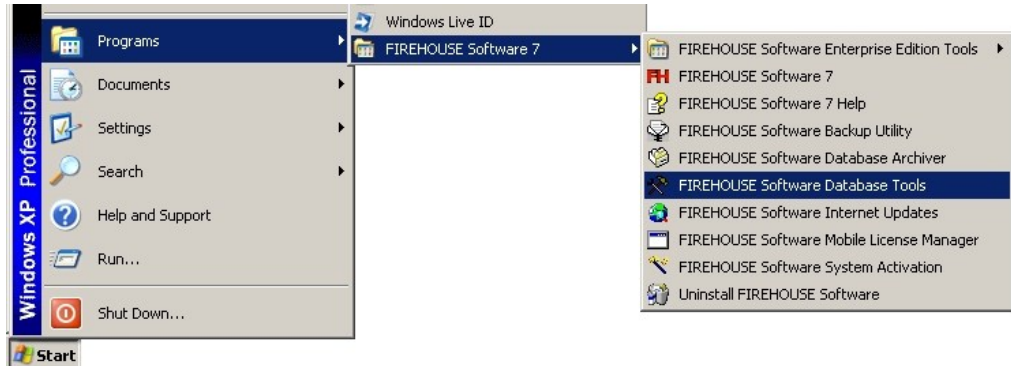 Windows XP Professional
Programs
Documents
Settings
Search
Help and Support
Run...
Shut Down...
Start
Windows Live ID
FIREHOUSE Software 7
FIREHOUSE Software Enterprise Edition Tools
FH FIREHOUSE Software 7
FIREHOUSE Software 7 Help
FIREHOUSE Software Backup Utility
FIREHOUSE Software Database Archiver
FIREHOUSE Software Database Tools
FIREHOUSE Software Internet Updates
FIREHOUSE Software Mobile License Manager
FIREHOUSE Software System Activation
Uninstall FIREHOUSE Software